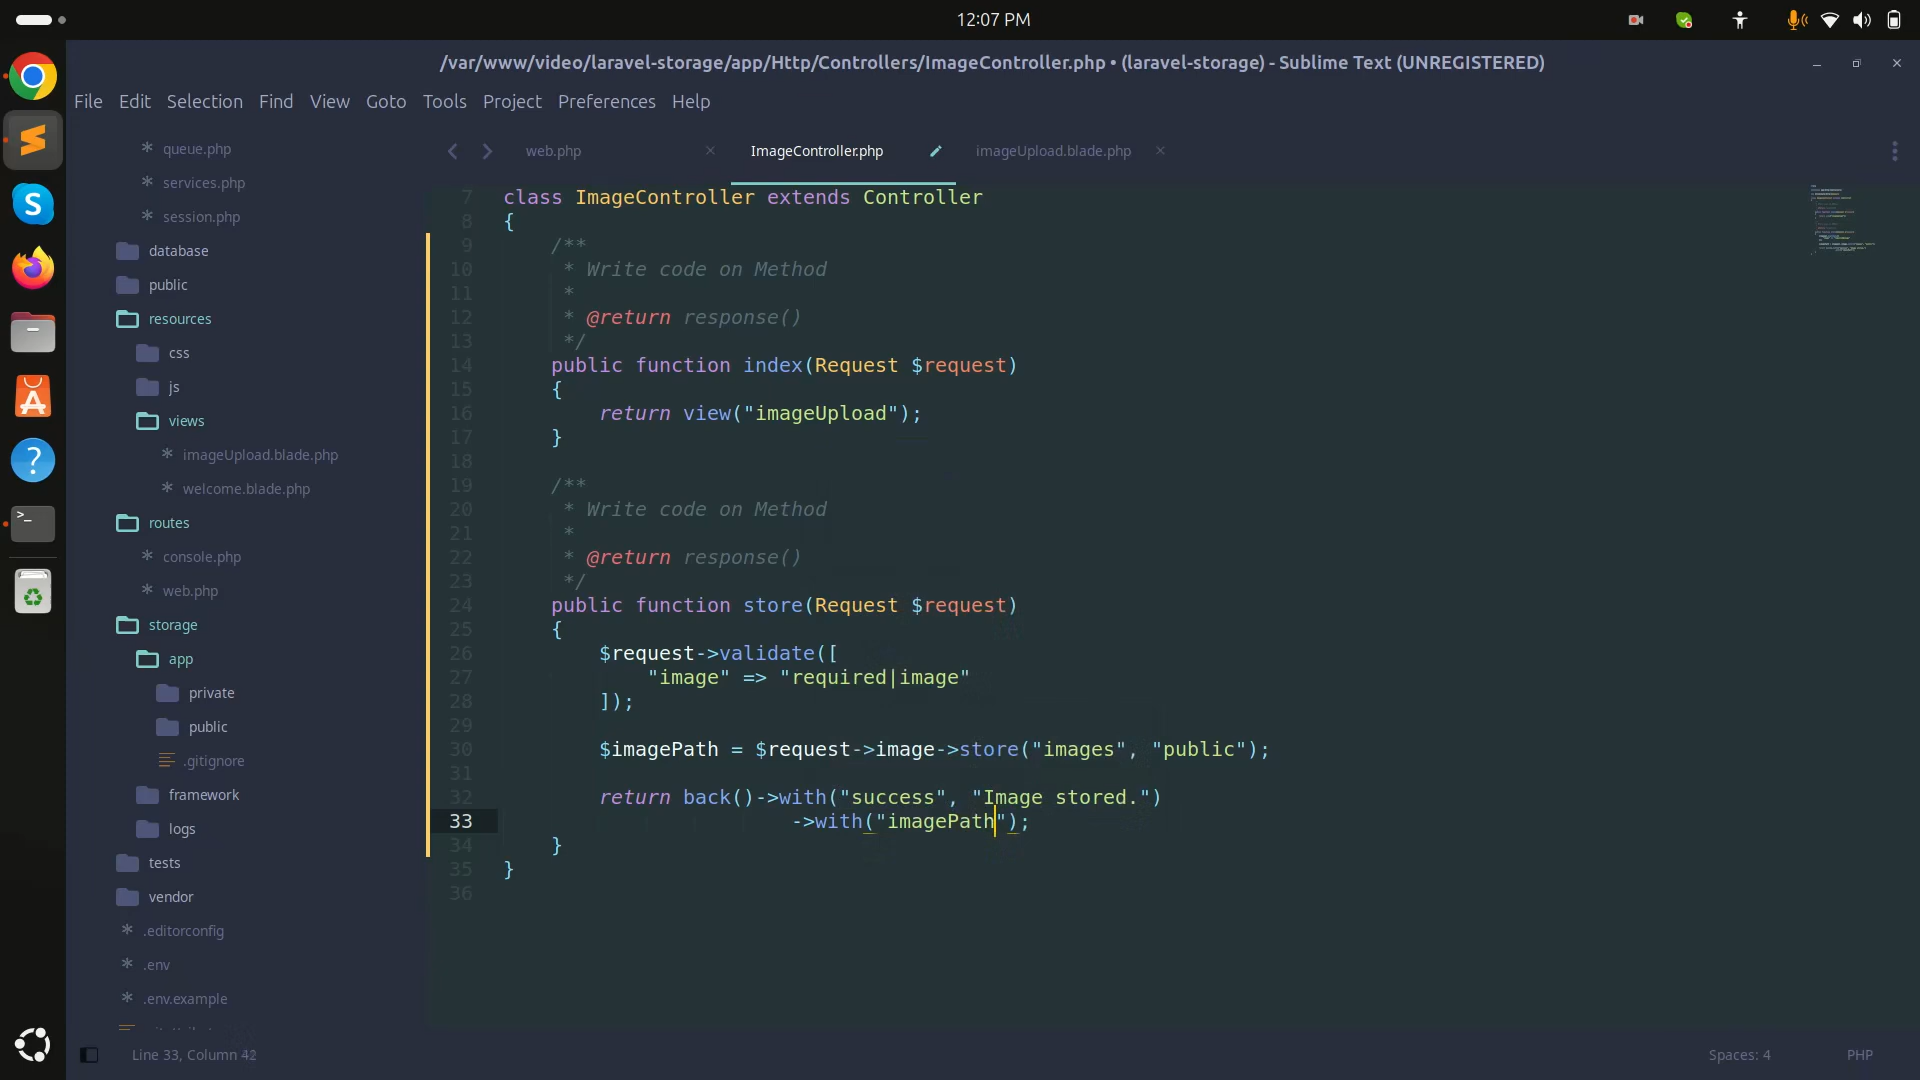 12:07 PM
/var/www/video/laravel-storage/app/Http/Controllers/ImageController.php • (laravel-storage) - Sublime Text (UNREGISTERED)
File Edit Selection Find View Goto Tools Project Preferences Help
web.php
ImageController.php
imageUpload.blade.php
queue.php
services.php
session.php
database
public
resources
css
js
views
imageUpload.blade.php
welcome.blade.php
routes
console.php
web.php
storage
app
private
public
.gitignore
framework
logs
tests
vendor
.editorconfig
.env
.env.example
7 class ImageController extends Controller
8 {
9 /**
10 * Write code on Method
11 *
12 * @return response()
13 */
14 public function index(Request $request)
15 {
16 return view("imageUpload");
17 }
18
19 /**
20 * Write code on Method
21 *
22 * @return response()
23 */
24 public function store(Request $request)
25 {
26 $request->validate([
27 "image" => "required|image"
28 ]);
29
30 $imagePath = $request->image->store("images", "public");
31
32 return back()->with("success", "Image stored.")
33 ->with("imagePath");
34 }
35 }
36
Line 33, Column 42
Spaces: 4
PHP